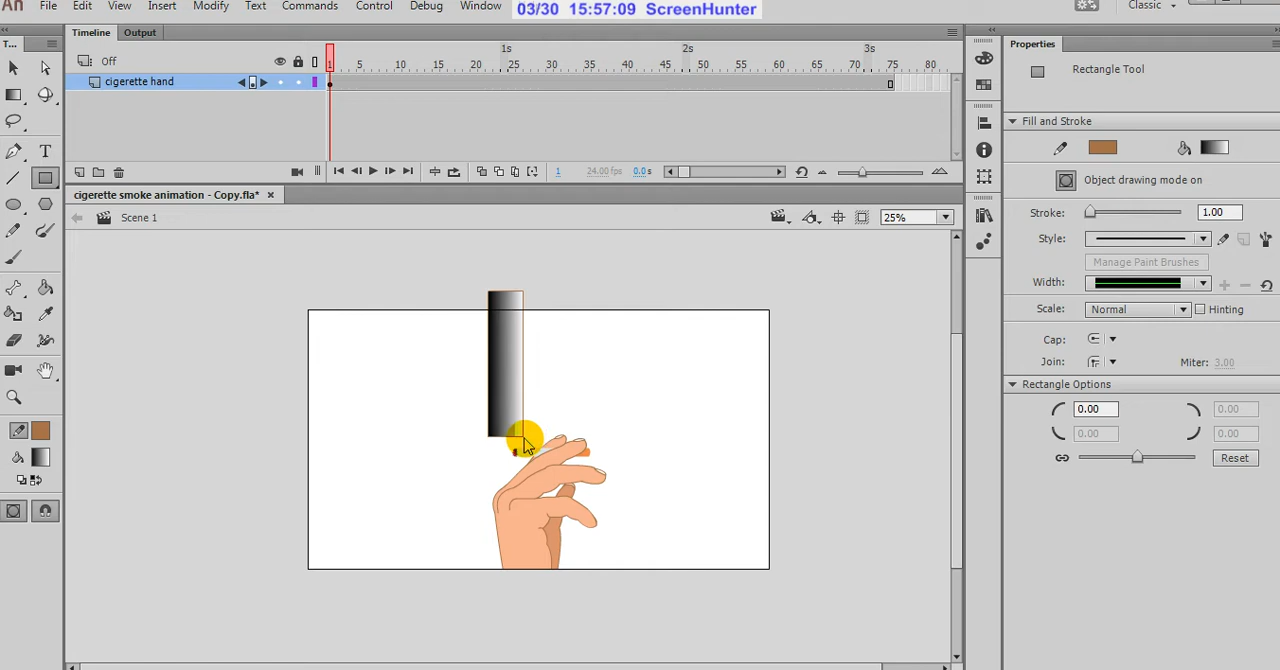 An File Edit View Insert Modify Text Commands Control Debug Window
03/30 15:57:09 ScreenHunter
Classic
Timeline Output
T...
Off
1s 2s 3s
1 5 10 15 20 25 30 35 40 45 50 55 60 65 70 75 80
cigerette hand
1 24.00 fps 0.0s
cigerette smoke animation - Copy.fla*
Scene 1
25%
Properties
Rectangle Tool
Fill and Stroke
Object drawing mode on
Stroke: 1.00
Style:
Manage Paint Brushes
Width:
Scale: Normal Hinting
Cap:
Join: Miter: 3.00
Rectangle Options
0.00 0.00
0.00 0.00
Reset